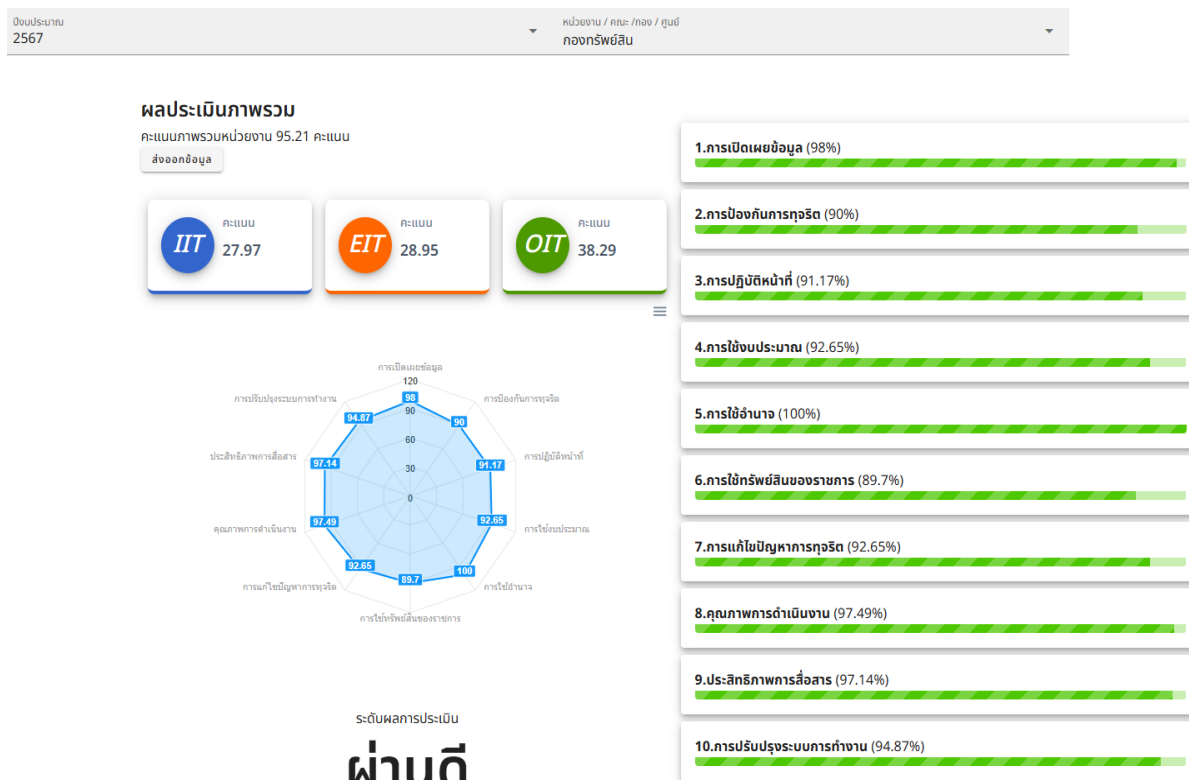 ปีงบประมาณ
2567
หน่วยงาน / คณะ /กอง / ศูนย์
กองทรัพย์สิน
ผลประเมินภาพรวม
คะแนนภาพรวมหน่วยงาน 95.21 คะแนน
ส่งออกข้อมูล
IIT
คะแนน
27.97
EIT
คะแนน
28.95
OIT
คะแนน
38.29
การเปิดเผยข้อมูล
120
98
90
60
30
0
การป้องกันการทุจริต
90
การปฏิบัติหน้าที่
91.17
การใช้งบประมาณ
92.65
การใช้อำนาจ
100
การใช้ทรัพย์สินของราชการ
89.7
การแก้ไขปัญหาการทุจริต
92.65
คุณภาพการดำเนินงาน
97.49
ประสิทธิภาพการสื่อสาร
97.14
การปรับปรุงระบบการทำงาน
94.87
ระดับผลการประเมิน
ผ่านดี
1.การเปิดเผยข้อมูล (98%)
2.การป้องกันการทุจริต (90%)
3.การปฏิบัติหน้าที่ (91.17%)
4.การใช้งบประมาณ (92.65%)
5.การใช้อำนาจ (100%)
6.การใช้ทรัพย์สินของราชการ (89.7%)
7.การแก้ไขปัญหาการทุจริต (92.65%)
8.คุณภาพการดำเนินงาน (97.49%)
9.ประสิทธิภาพการสื่อสาร (97.14%)
10.การปรับปรุงระบบการทำงาน (94.87%)